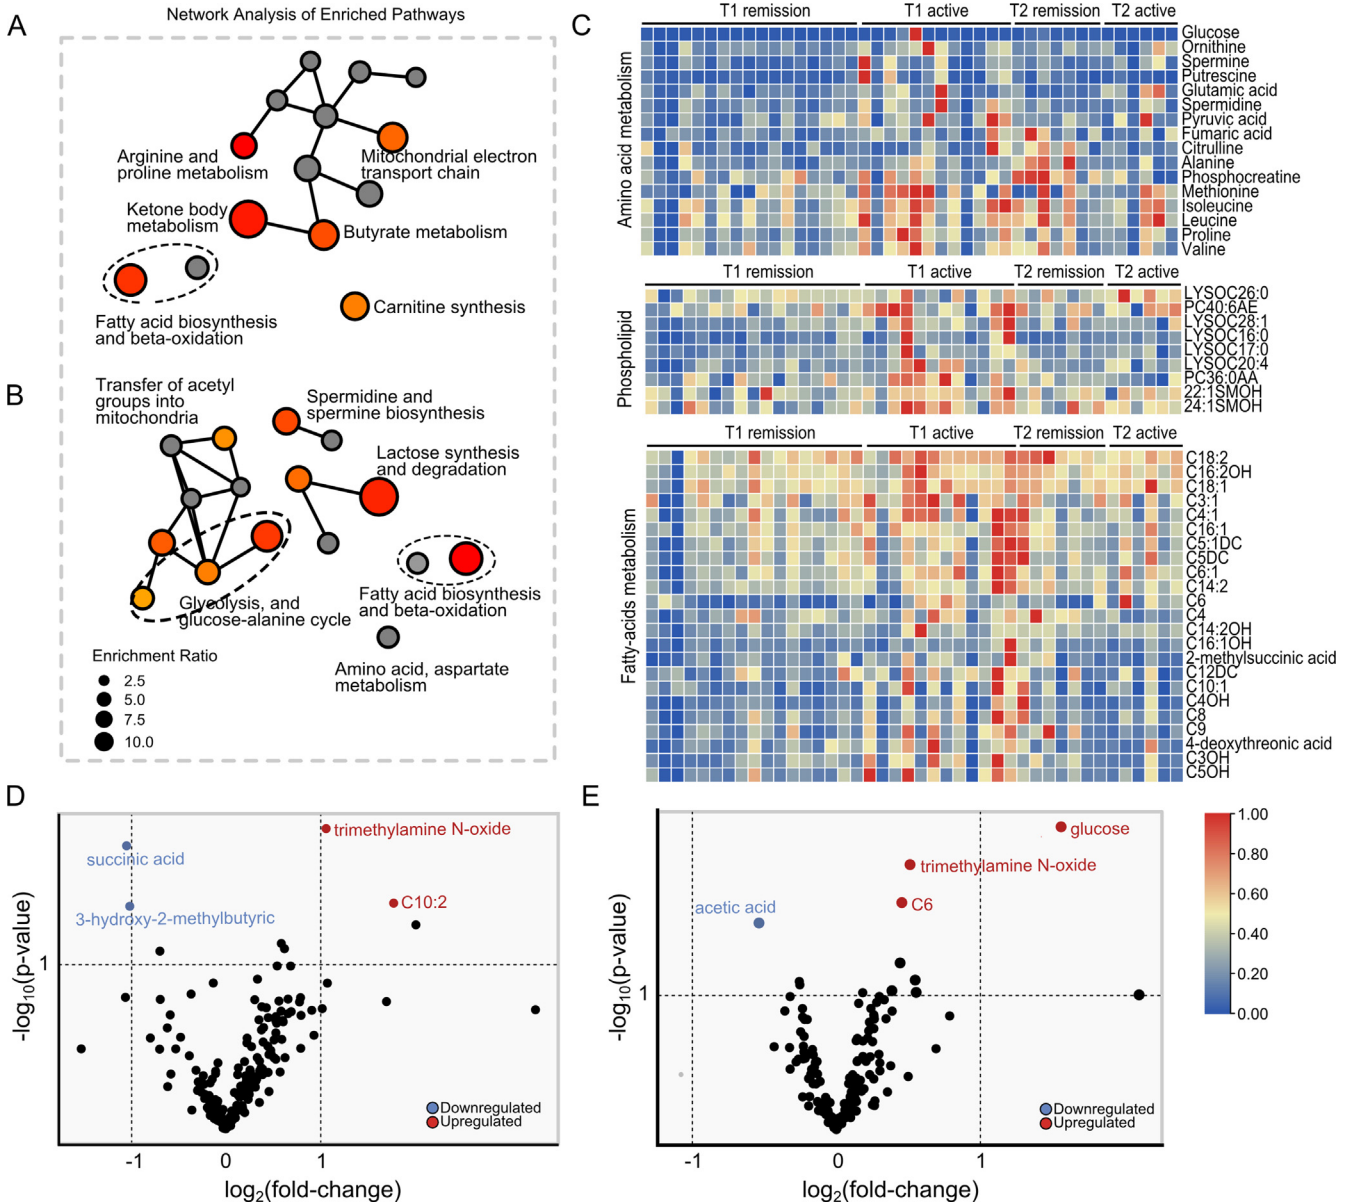 A
Network Analysis of Enriched Pathways
Arginine and
proline metabolism
Mitochondrial electron
transport chain
Ketone body
metabolism
Butyrate metabolism
Fatty acid biosynthesis
and beta-oxidation
Carnitine synthesis
B
Transfer of acetyl
groups into
mitochondria
Spermidine and
spermine biosynthesis
Lactose synthesis
and degradation
Glycolysis, and
glucose-alanine cycle
Fatty acid biosynthesis
and beta-oxidation
Amino acid, aspartate
metabolism
Enrichment Ratio
2.5
5.0
7.5
10.0
C
T1 remission T1 active T2 remission T2 active
Amino acid metabolism
Glucose
Ornithine
Spermine
Putrescine
Glutamic acid
Spermidine
Pyruvic acid
Fumaric acid
Citrulline
Alanine
Phosphocreatine
Methionine
Isoleucine
Leucine
Proline
Valine
T1 remission T1 active T2 remission T2 active
Phospholipid
LYSOC26:0
PC40:6AE
LYSOC28:1
LYSOC16:0
LYSOC17:0
LYSOC20:4
PC36:0AA
22:1SMOH
24:1SMOH
T1 remission T1 active T2 remission T2 active
Fatty-acids metabolism
C18:2
C16:2OH
C18:1
C3:1
C4:1
C16:1
C5:1DC
C5DC
C6:1
C14:2
C6
C4
C14:2OH
C16:1OH
2-methylsuccinic acid
C12DC
C10:1
C4OH
C8
C9
4-deoxythreonic acid
C3OH
C5OH
D
trimethylamine N-oxide
succinic acid
C10:2
3-hydroxy-2-methylbutyric
1
-log10(p-value)
Downregulated
Upregulated
-1 0 1
log2(fold-change)
E
glucose
trimethylamine N-oxide
C6
acetic acid
1
-log10(p-value)
Downregulated
Upregulated
-1 0 1
log2(fold-change)
1.00
0.80
0.60
0.40
0.20
0.00